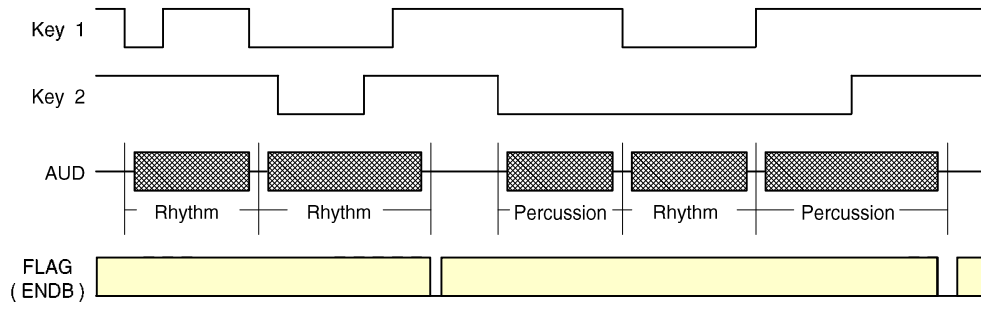 Key 1
Key 2
AUD
Rhythm
Rhythm
Percussion
Rhythm
Percussion
FLAG
( ENDB )